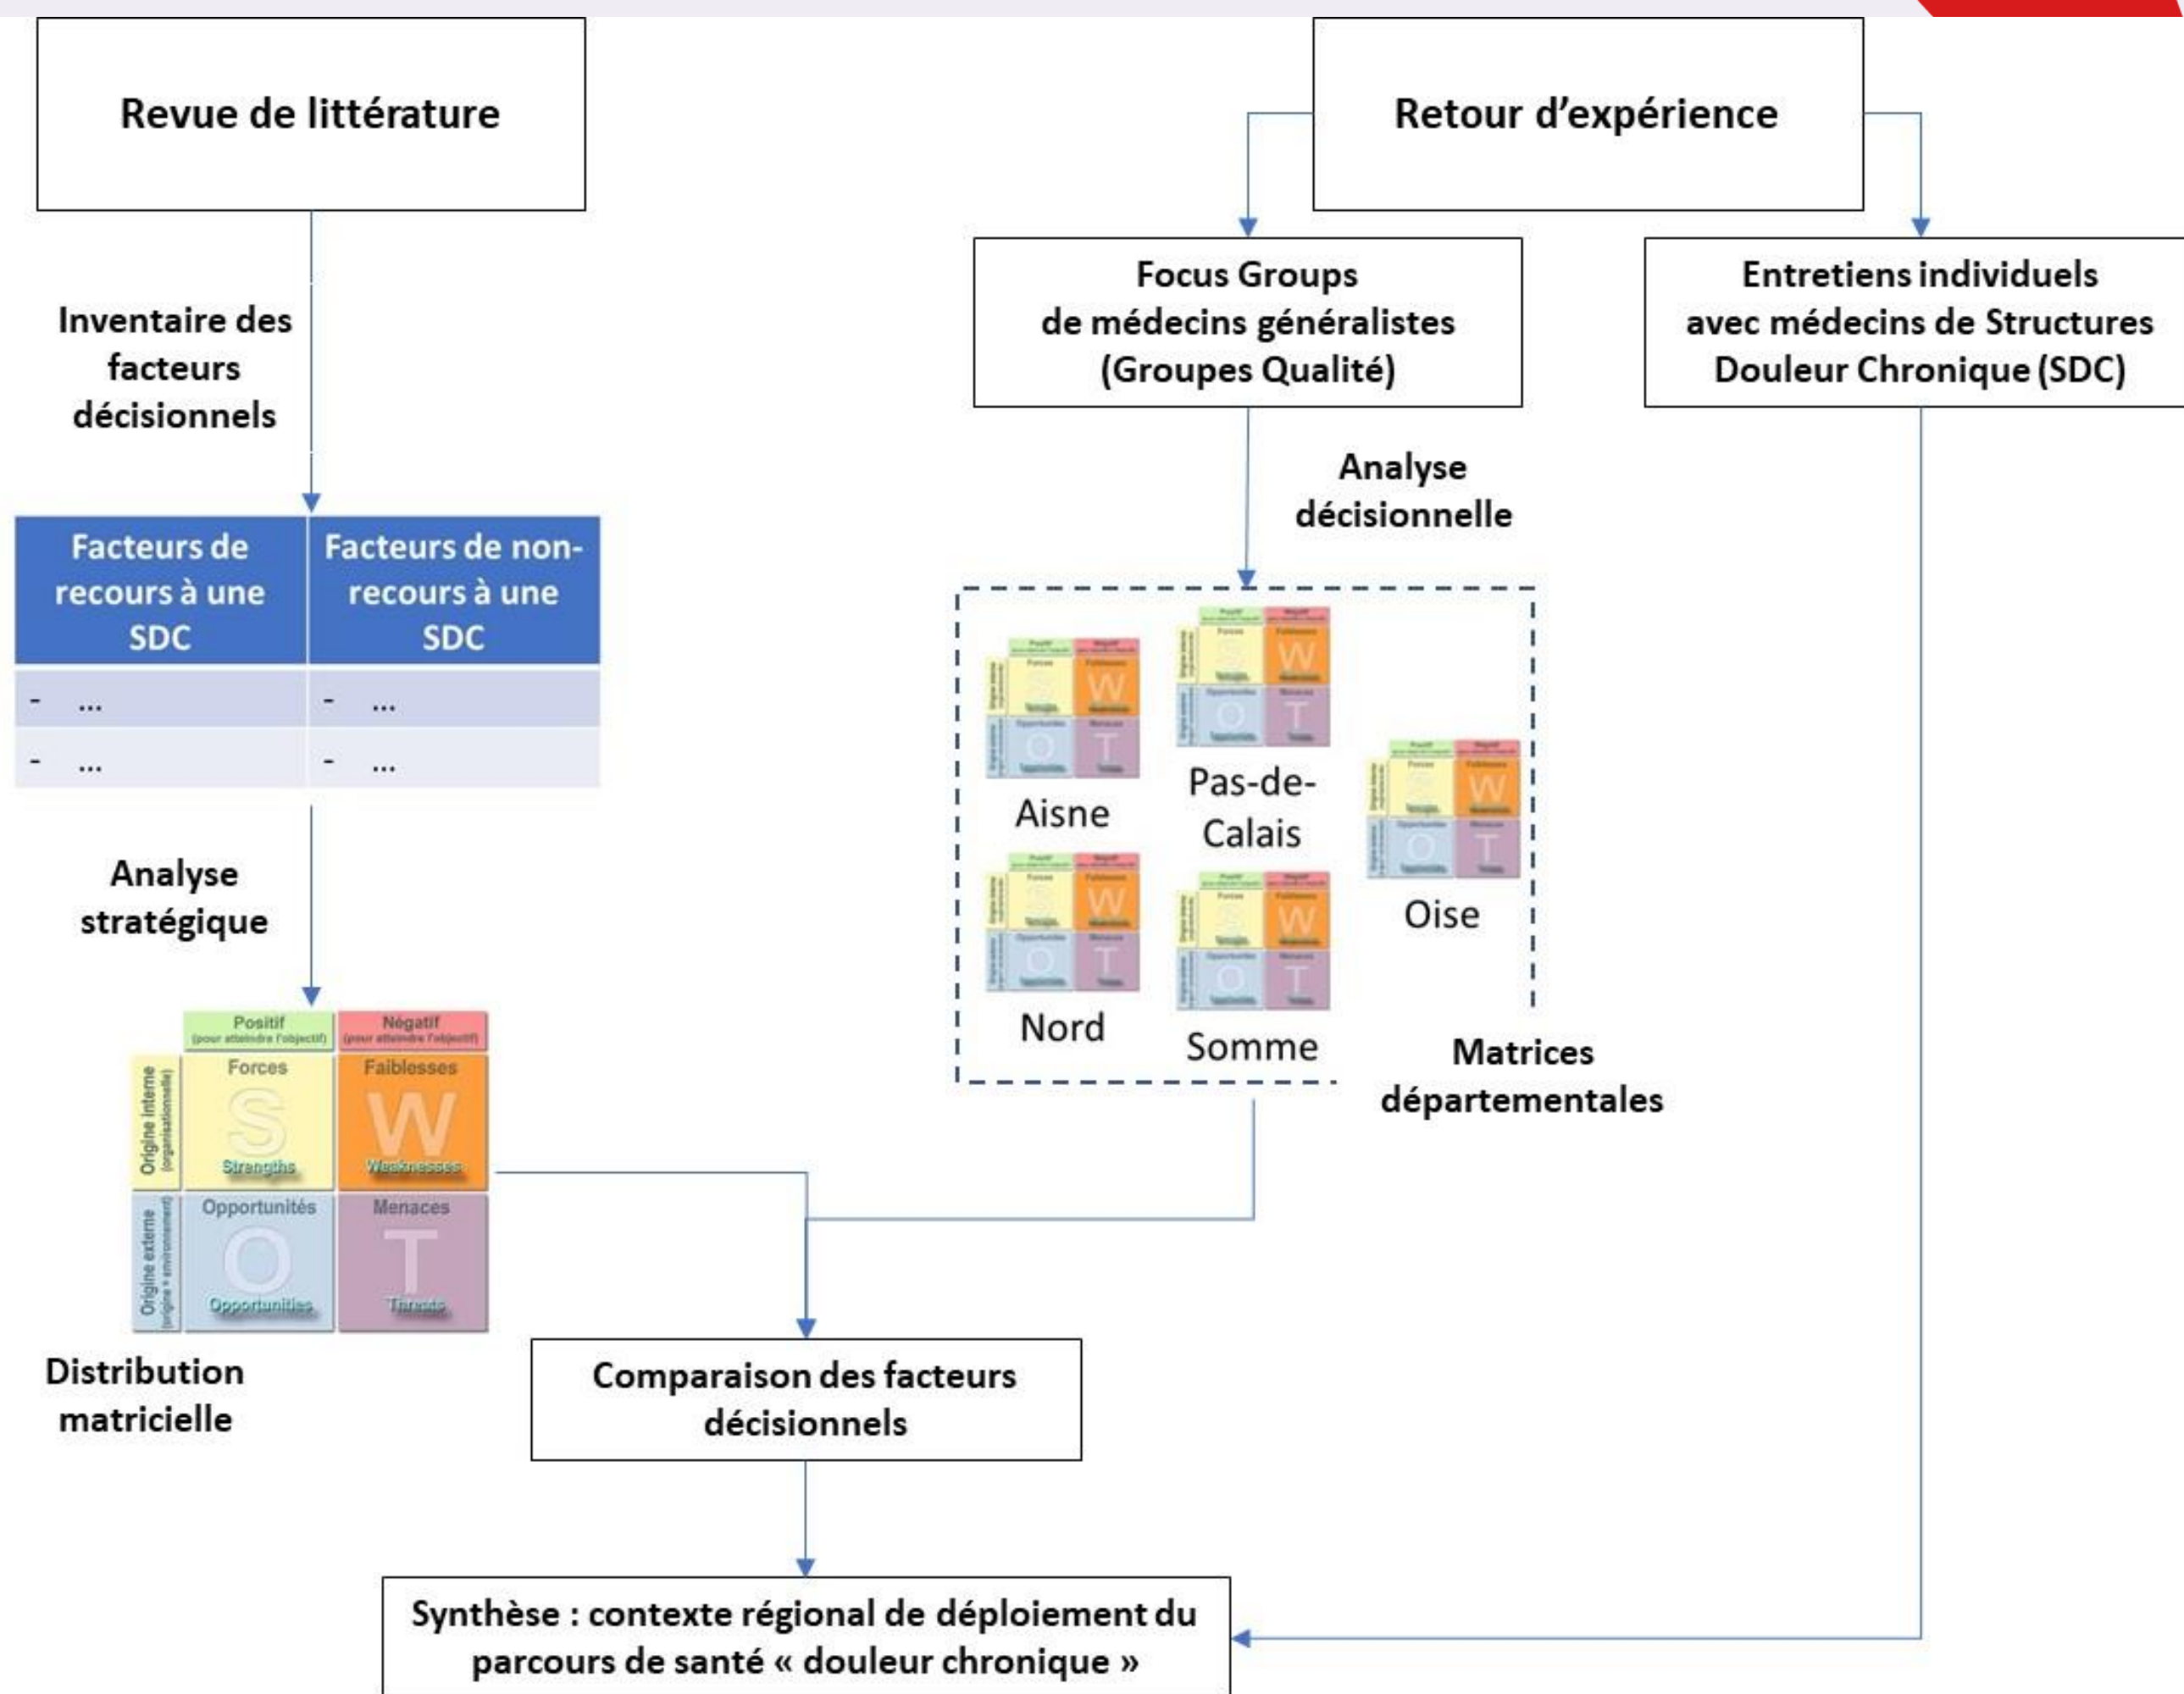 Revue de littérature
Retour d'expérience
Focus Groups
de médecins généralistes
(Groupes Qualité)
Entretiens individuels
avec médecins de Structures
Douleur Chronique (SDC)
Inventaire des
facteurs
décisionnels
Analyse
décisionnelle
Facteurs de
recours à une
SDC
Facteurs de non-
recours à une
SDC
- ...
- ...
- ...
- ...
Analyse
stratégique
Positif
(pour atteindre l'objectif)
Négatif
(pour atteindre l'objectif)
Origine interne
(organisationnelle)
Forces
S
Strengths
Faiblesses
W
Weaknesses
Origine externe
(origine = environnement)
Opportunités
O
Opportunities
Menaces
T
Threats
Distribution
matricielle
Aisne
Pas-de-
Calais
Oise
Nord
Somme
Matrices
départementales
Comparaison des facteurs
décisionnels
Synthèse : contexte régional de déploiement du
parcours de santé « douleur chronique »